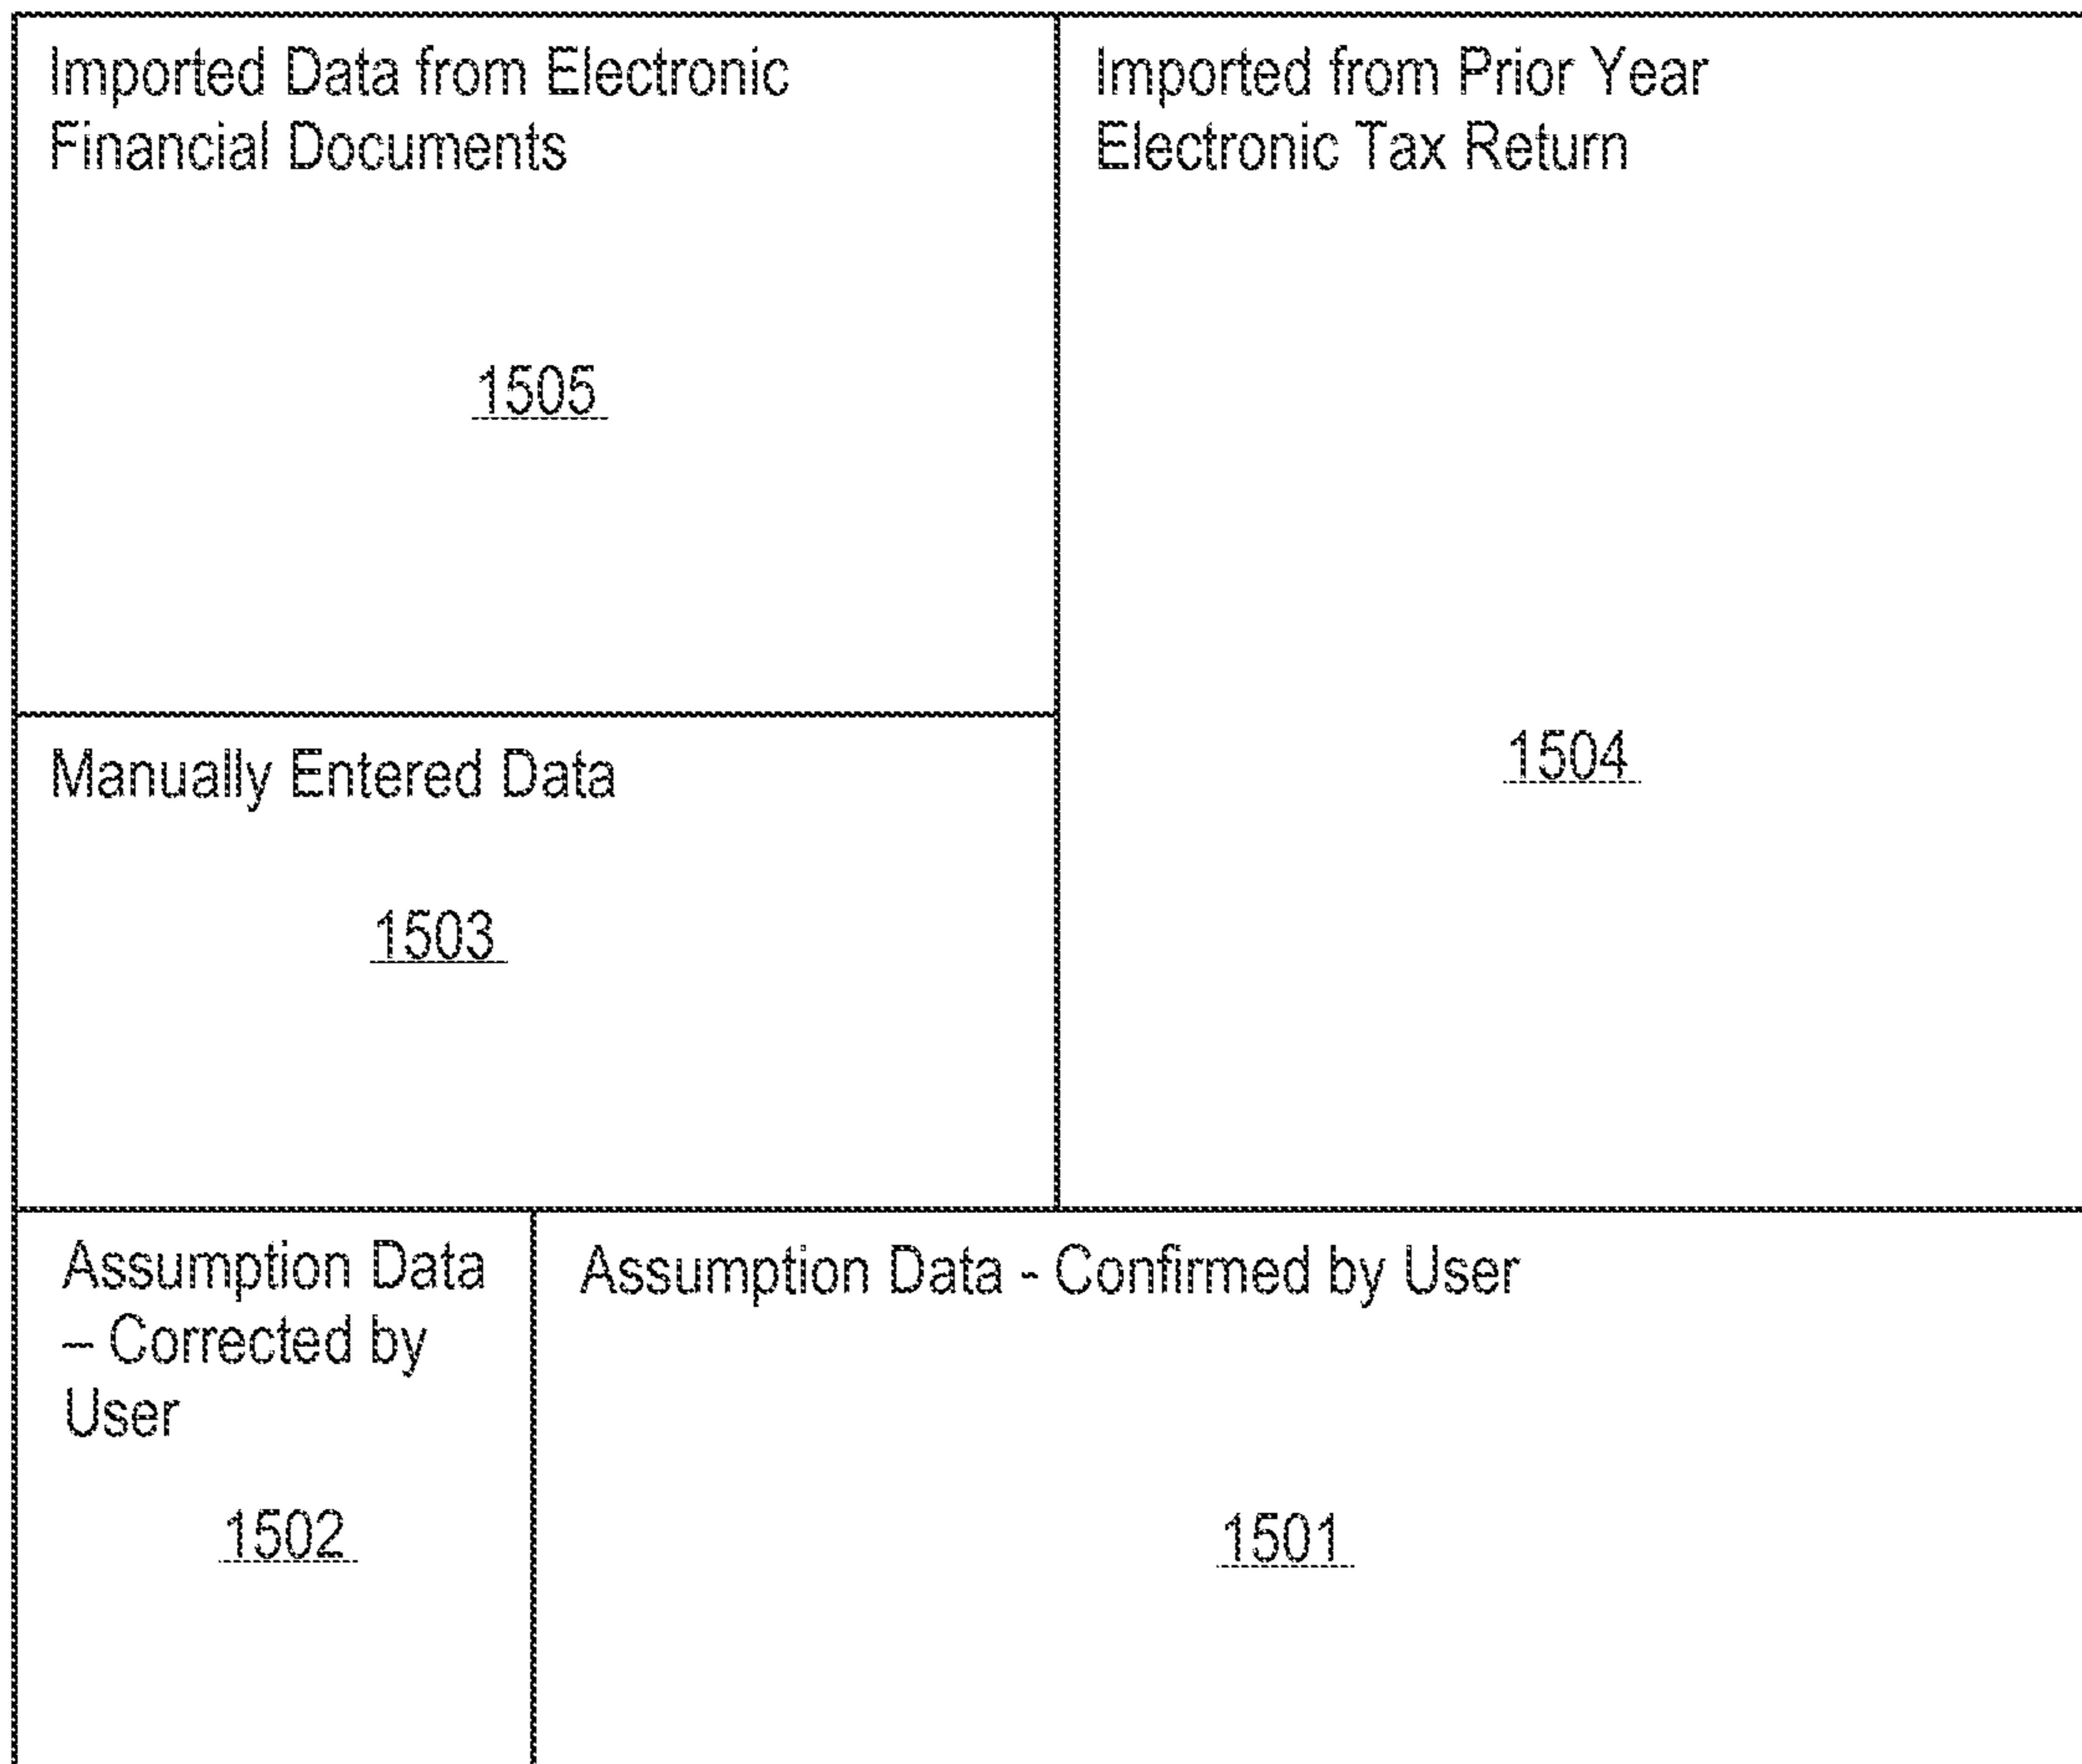 Imported Data from Electronic
Financial Documents
1505
Imported from Prior Year
Electronic Tax Return
1504
Manually Entered Data
1503
Assumption Data
– Corrected by
User
1502
Assumption Data - Confirmed by User
1501